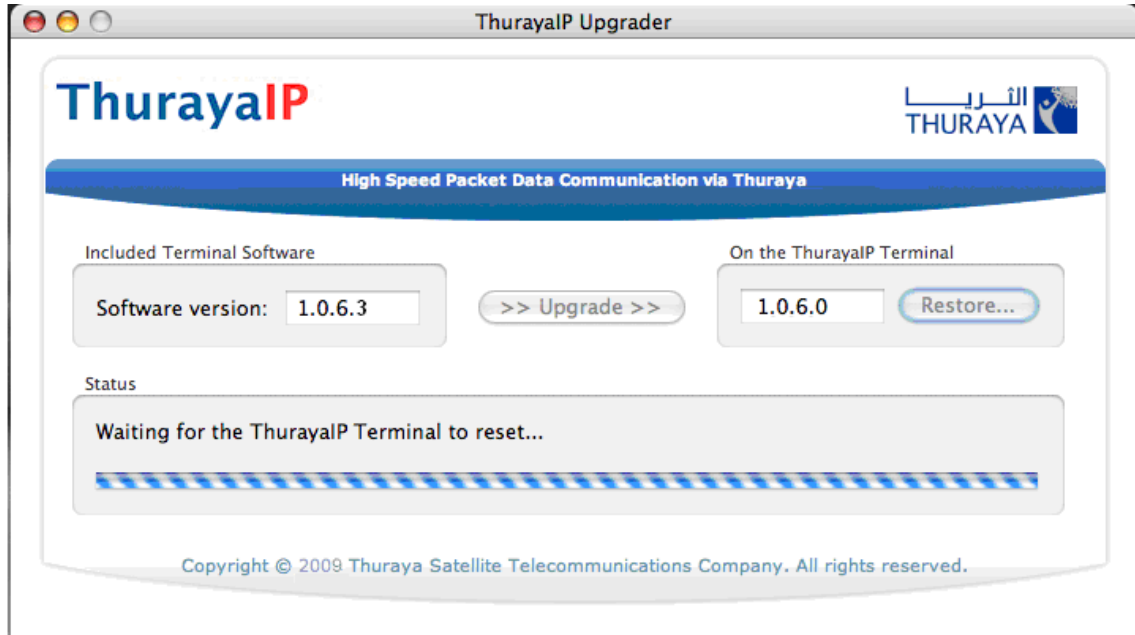 ThurayaIP Upgrader
ThurayaIP
الثريا
THURAYA
High Speed Packet Data Communication via Thuraya
Included Terminal Software
On the ThurayaIP Terminal
Software version: 1.0.6.3
>> Upgrade >>
1.0.6.0
Restore...
Status
Waiting for the ThurayaIP Terminal to reset...
Copyright © 2009 Thuraya Satellite Telecommunications Company. All rights reserved.